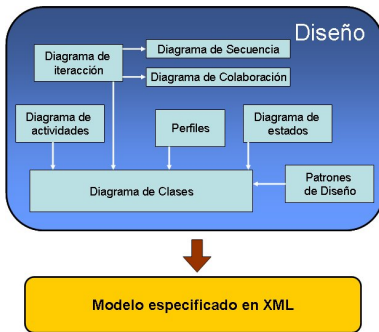 Diseño
Diagrama de
iteracción
Diagrama de Secuencia
Diagrama de Colaboración
Diagrama de
actividades
Perfiles
Diagrama de
estados
Diagrama de Clases
Patrones
de Diseño
Modelo especificado en XML